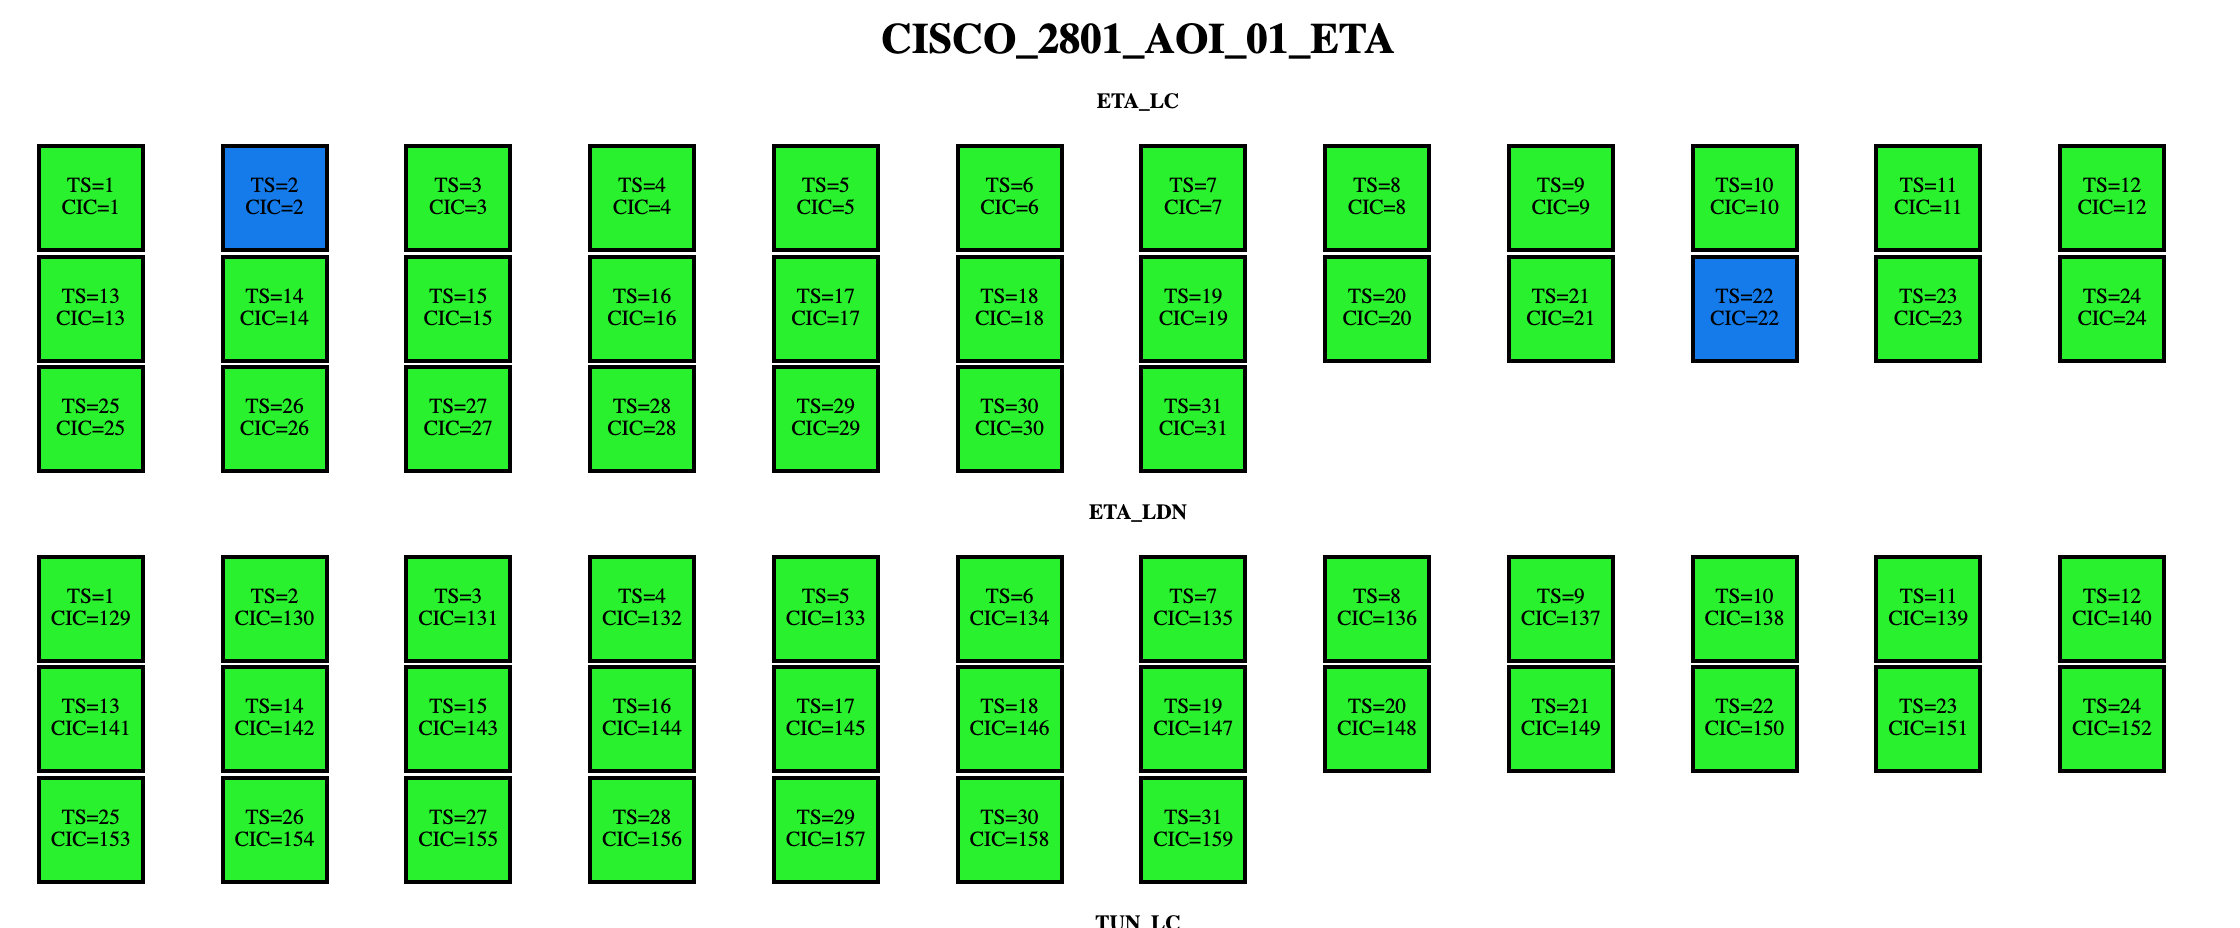 CISCO_2801_AOI_01_ETA
ETA_LC
TS=1 TS=2 TS=3 TS=4 TS=5 TS=6 TS=7 TS=8 TS=9 TS=10 TS=11 TS=12
CIC=1 CIC=2 CIC=3 CIC=4 CIC=5 CIC=6 CIC=7 CIC=8 CIC=9 CIC=10 CIC=11 CIC=12
TS=13 TS=14 TS=15 TS=16 TS=17 TS=18 TS=19 TS=20 TS=21 TS=22 TS=23 TS=24
CIC=13 CIC=14 CIC=15 CIC=16 CIC=17 CIC=18 CIC=19 CIC=20 CIC=21 CIC=22 CIC=23 CIC=24
TS=25 TS=26 TS=27 TS=28 TS=29 TS=30 TS=31
CIC=25 CIC=26 CIC=27 CIC=28 CIC=29 CIC=30 CIC=31
ETA_LDN
TS=1 TS=2 TS=3 TS=4 TS=5 TS=6 TS=7 TS=8 TS=9 TS=10 TS=11 TS=12
CIC=129 CIC=130 CIC=131 CIC=132 CIC=133 CIC=134 CIC=135 CIC=136 CIC=137 CIC=138 CIC=139 CIC=140
TS=13 TS=14 TS=15 TS=16 TS=17 TS=18 TS=19 TS=20 TS=21 TS=22 TS=23 TS=24
CIC=141 CIC=142 CIC=143 CIC=144 CIC=145 CIC=146 CIC=147 CIC=148 CIC=149 CIC=150 CIC=151 CIC=152
TS=25 TS=26 TS=27 TS=28 TS=29 TS=30 TS=31
CIC=153 CIC=154 CIC=155 CIC=156 CIC=157 CIC=158 CIC=159
TUN_LC